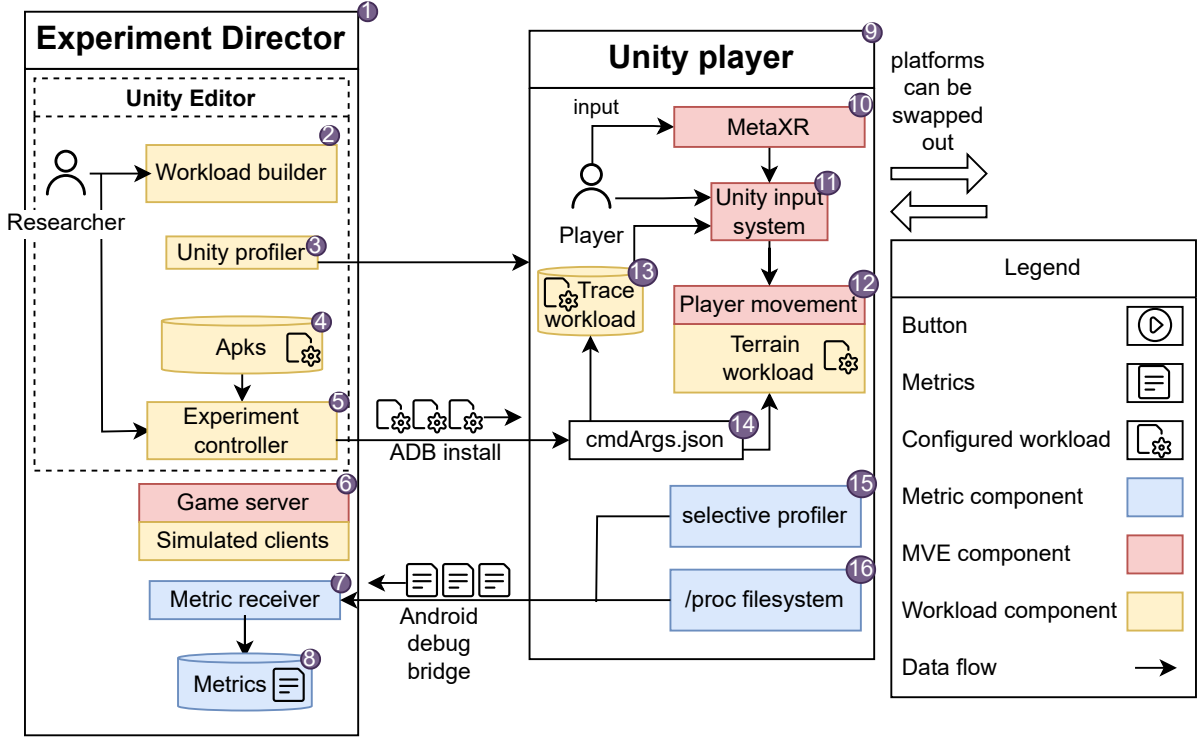 Experiment Director
1
Unity Editor
2
Workload builder
Researcher
Unity profiler
3
4
Apks
5
Experiment
controller
6
Game server
Simulated clients
7
Metric receiver
8
Metrics
ADB install
Android
debug
bridge
Unity player
9
input
10
MetaXR
11
Unity input
system
Player
13
Trace
workload
12
Player movement
Terrain
workload
14
cmdArgs.json
15
selective profiler
16
/proc filesystem
platforms
can be
swapped
out
Legend
Button
Metrics
Configured workload
Metric component
MVE component
Workload component
Data flow